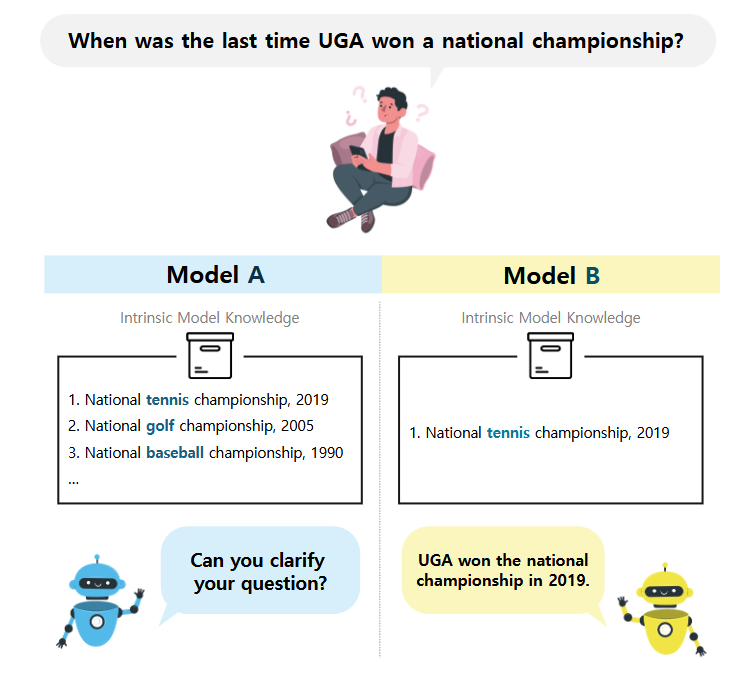 When was the last time UGA won a national championship?
Model A
Intrinsic Model Knowledge
1. National tennis championship, 2019
2. National golf championship, 2005
3. National baseball championship, 1990
...
Can you clarify
your question?
Model B
Intrinsic Model Knowledge
1. National tennis championship, 2019
UGA won the national
championship in 2019.